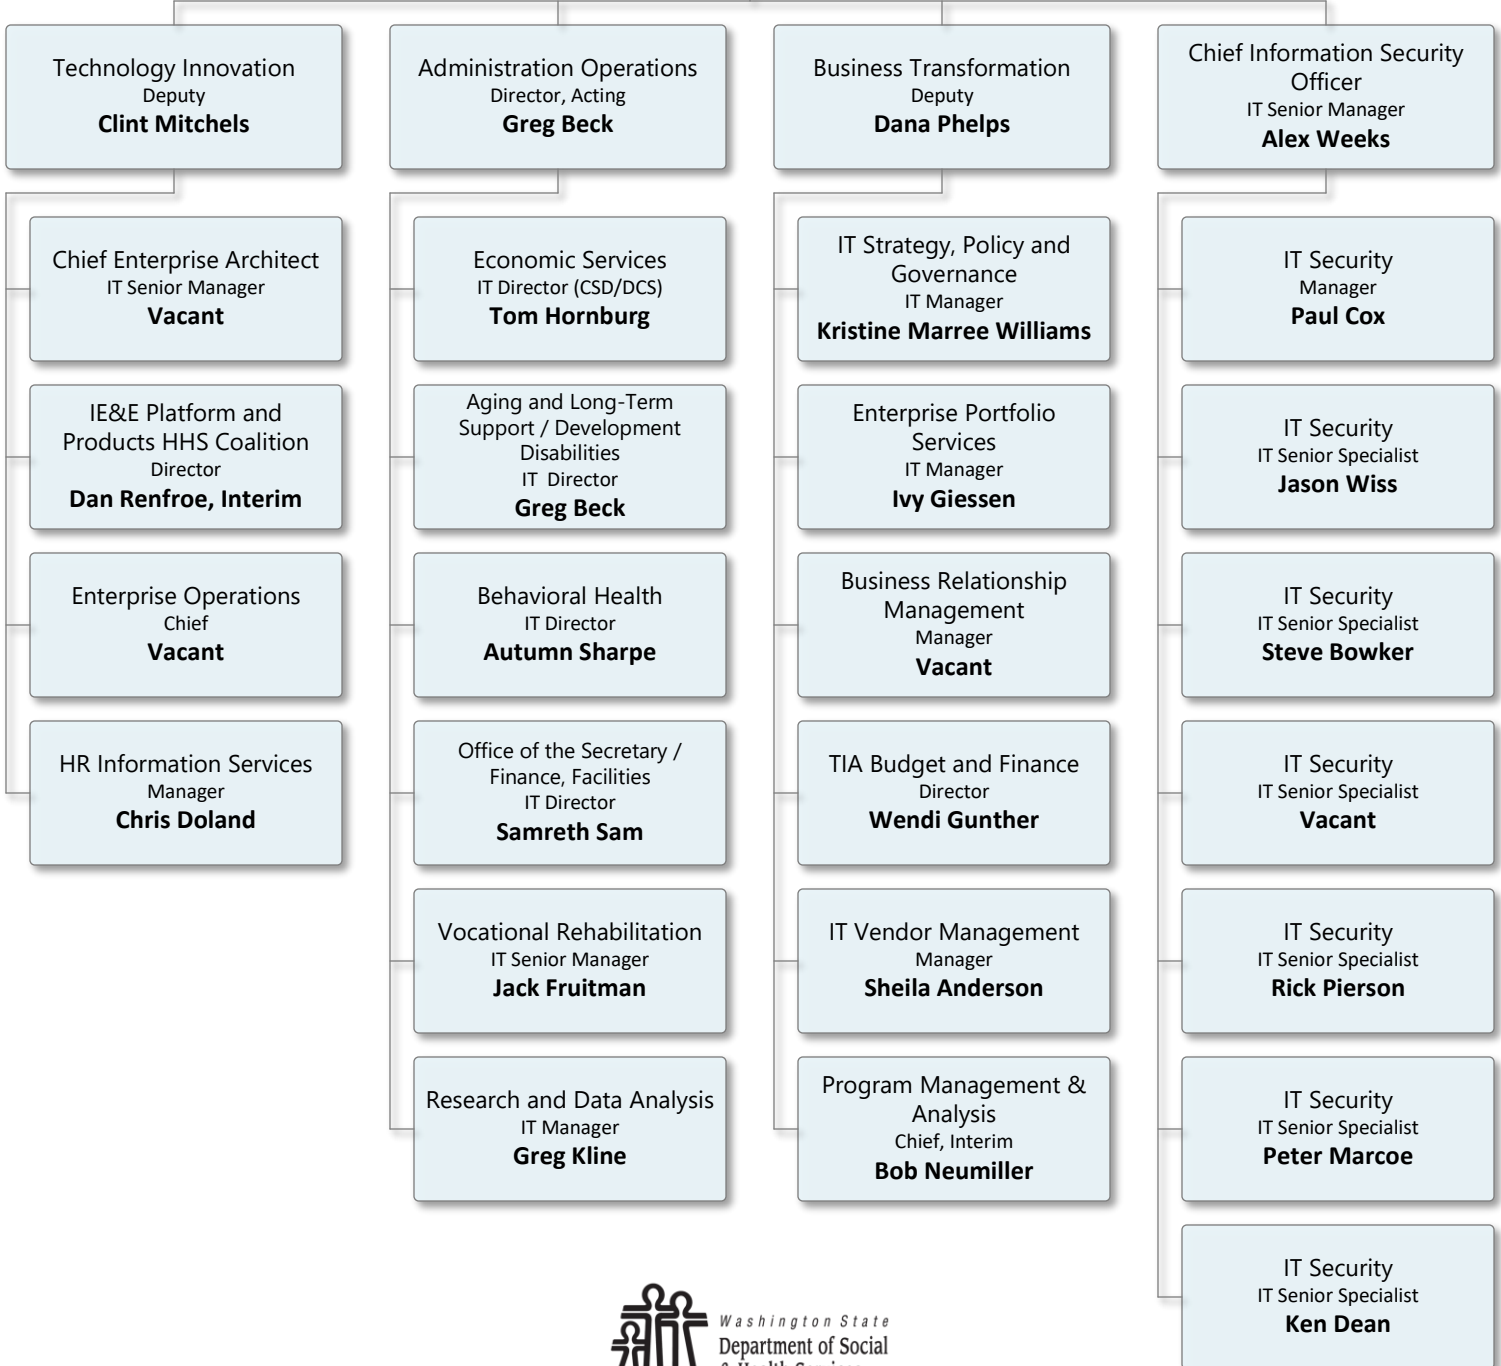 Technology Innovation
Deputy
Clint Mitchels
Administration Operations
Director, Acting
Greg Beck
Business Transformation
Deputy
Dana Phelps
Chief Information Security
Officer
IT Senior Manager
Alex Weeks
Chief Enterprise Architect
IT Senior Manager
Vacant
IE&E Platform and
Products HHS Coalition
Director
Dan Renfroe, Interim
Enterprise Operations
Chief
Vacant
HR Information Services
Manager
Chris Doland
Economic Services
IT Director (CSD/DCS)
Tom Hornburg
Aging and Long-Term
Support / Development
Disabilities
IT Director
Greg Beck
Behavioral Health
IT Director
Autumn Sharpe
Office of the Secretary /
Finance, Facilities
IT Director
Samreth Sam
Vocational Rehabilitation
IT Senior Manager
Jack Fruitman
Research and Data Analysis
IT Manager
Greg Kline
IT Strategy, Policy and
Governance
IT Manager
Kristine Marree Williams
Enterprise Portfolio
Services
IT Manager
Ivy Giessen
Business Relationship
Management
Manager
Vacant
TIA Budget and Finance
Director
Wendi Gunther
IT Vendor Management
Manager
Sheila Anderson
Program Management &
Analysis
Chief, Interim
Bob Neumiller
IT Security
Manager
Paul Cox
IT Security
IT Senior Specialist
Jason Wiss
IT Security
IT Senior Specialist
Steve Bowker
IT Security
IT Senior Specialist
Vacant
IT Security
IT Senior Specialist
Rick Pierson
IT Security
IT Senior Specialist
Peter Marcoe
IT Security
IT Senior Specialist
Ken Dean
Washington State
Department of Social
& Health Services